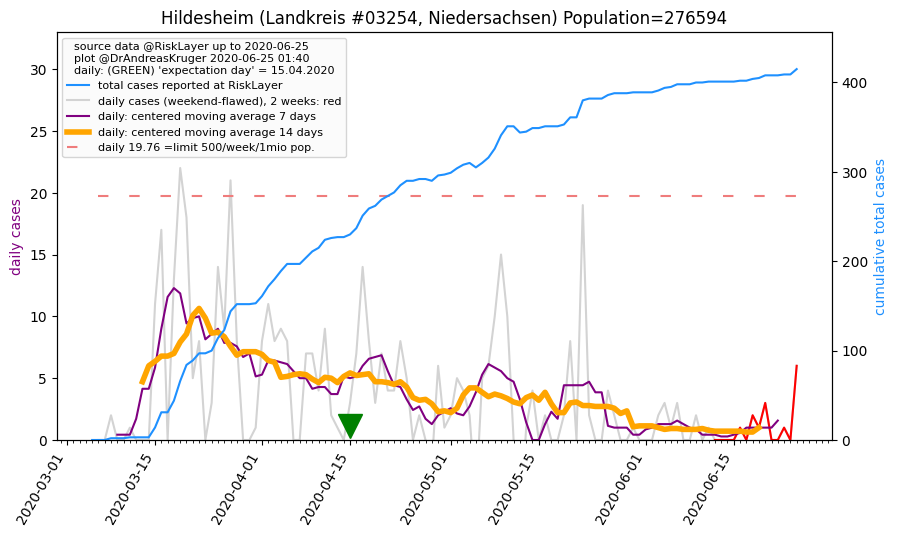 Hildesheim (Landkreis #03254, Niedersachsen) Population=276594
source data @RiskLayer up to 2020-06-25
plot @DrAndreasKruger 2020-06-25 01:40
daily: (GREEN) 'expectation day' = 15.04.2020
total cases reported at RiskLayer
daily cases (weekend-flawed), 2 weeks: red
daily: centered moving average 7 days
daily: centered moving average 14 days
daily 19.76 =limit 500/week/1mio pop.
daily cases
30
25
20
15
10
5
0
cumulative total cases
400
300
200
100
0
2020-03-01
2020-03-15
2020-04-01
2020-04-15
2020-05-01
2020-05-15
2020-06-01
2020-06-15